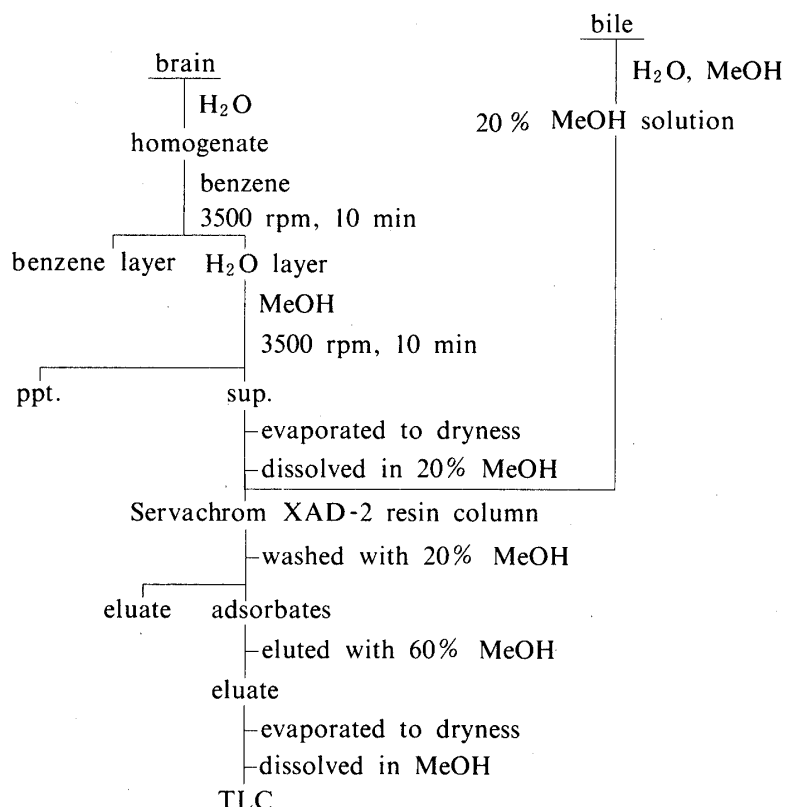 bile
brain
H₂O, MeOH
H₂O
20% MeOH solution
homogenate
benzene
3500 rpm, 10 min
benzene layer H₂O layer
MeOH
3500 rpm, 10 min
ppt. sup.
evaporated to dryness
dissolved in 20% MeOH
Servachrom XAD-2 resin column
washed with 20% MeOH
eluate adsorbates
eluted with 60% MeOH
eluate
evaporated to dryness
dissolved in MeOH
TLC